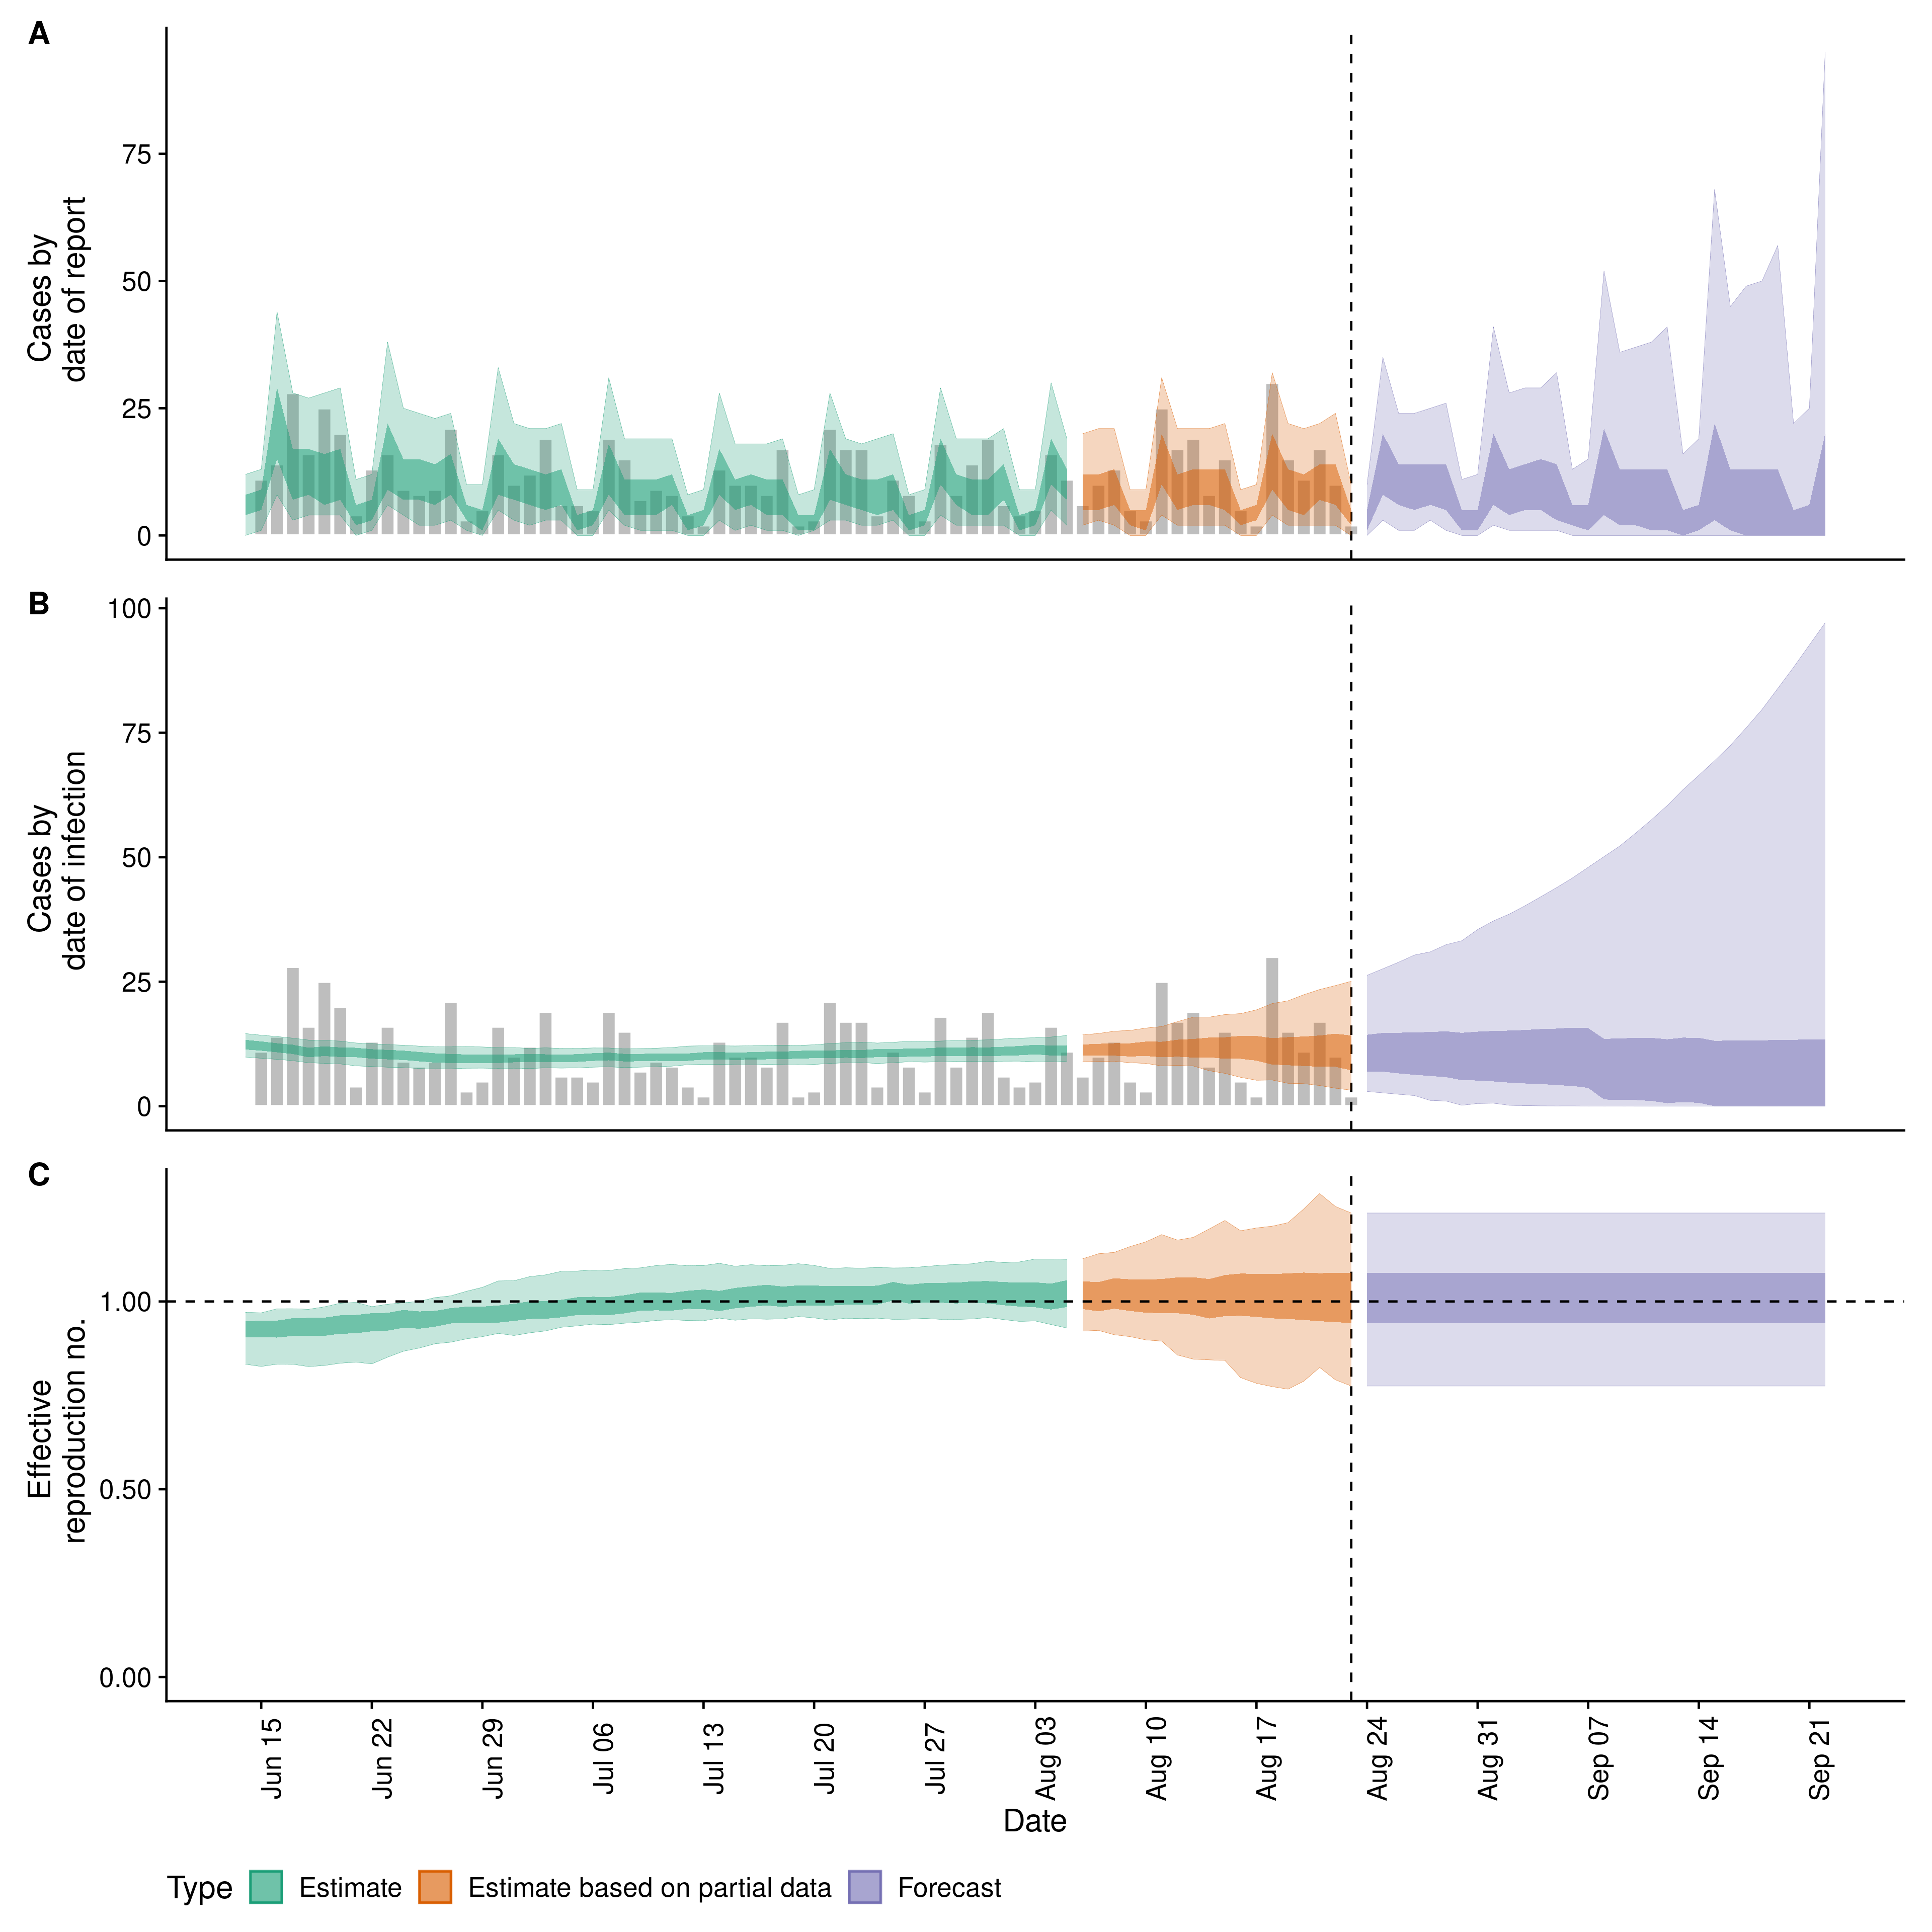 A
Cases by
date of report
75
50
25
0
B
Cases by
date of infection
100
75
50
25
0
C
Effective
reproduction no.
1.00
0.50
0.00
Jun 15
Jun 22
Jun 29
Jul 06
Jul 13
Jul 20
Jul 27
Aug 03
Aug 10
Aug 17
Aug 24
Aug 31
Sep 07
Sep 14
Sep 21
Date
Type Estimate Estimate based on partial data Forecast